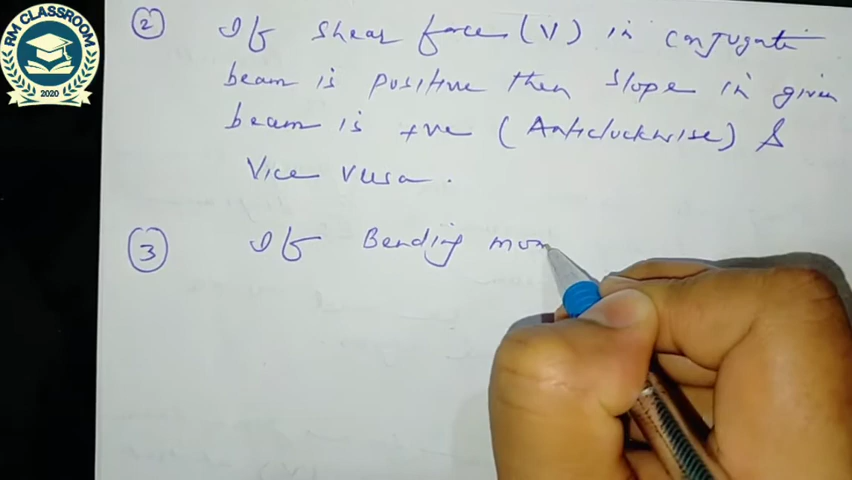 RM CLASSROOM
2020
② If shear force (V) in conjugate
beam is positive then slope in given
beam is +ve (Anticlockwise) &
Vice versa.
③ If Bending mom